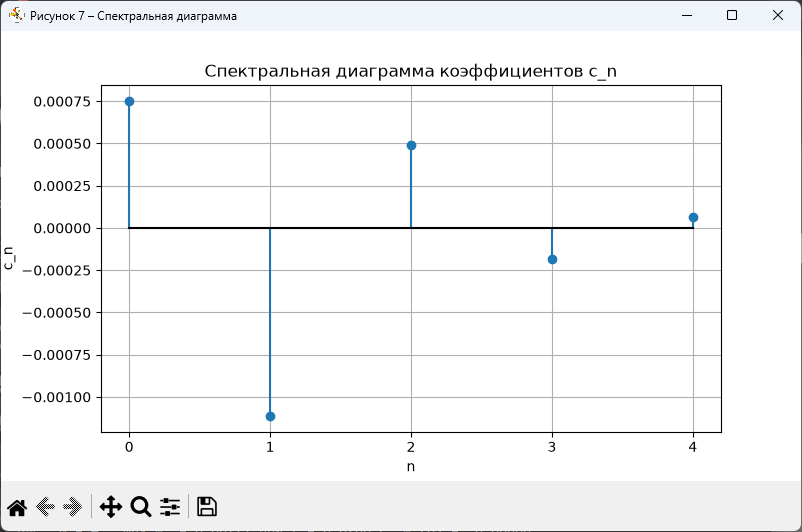 Рисунок 7 – Спектральная диаграмма
Спектральная диаграмма коэффициентов c_n
0.00075
0.00050
0.00025
0.00000
−0.00025
−0.00050
−0.00075
−0.00100
c_n
0 1 2 3 4
n